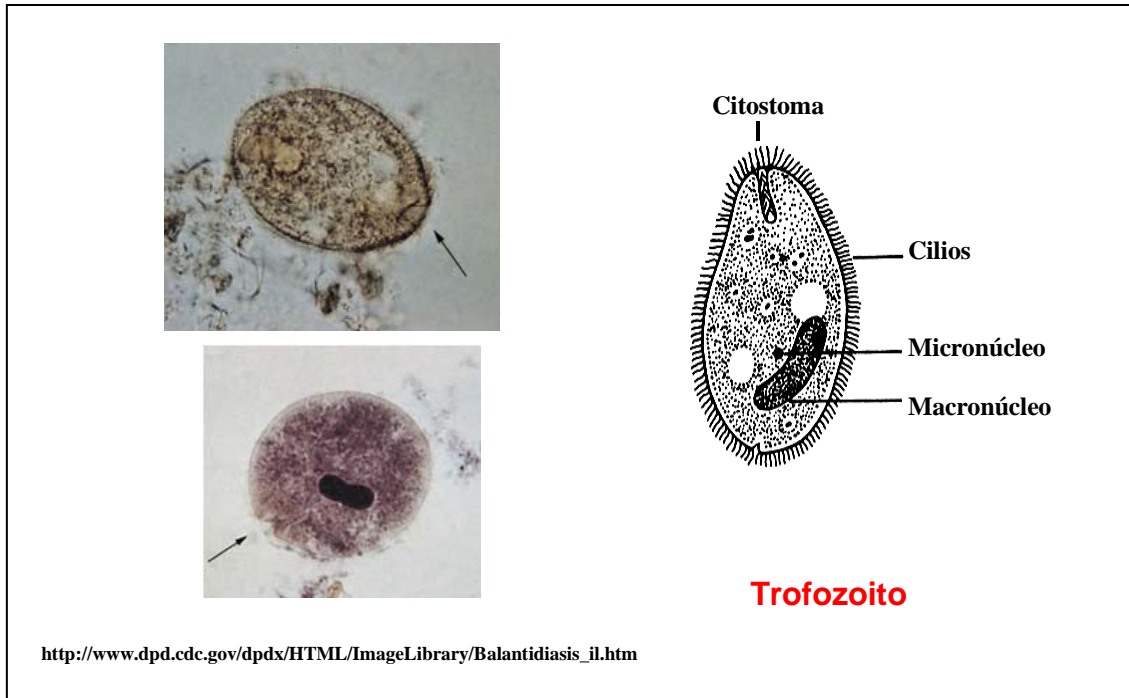 Citostoma
Cilios
Micronúcleo
Macronúcleo
Trofozoito
http://www.dpd.cdc.gov/dpdx/HTML/ImageLibrary/Balantidiasis_il.htm